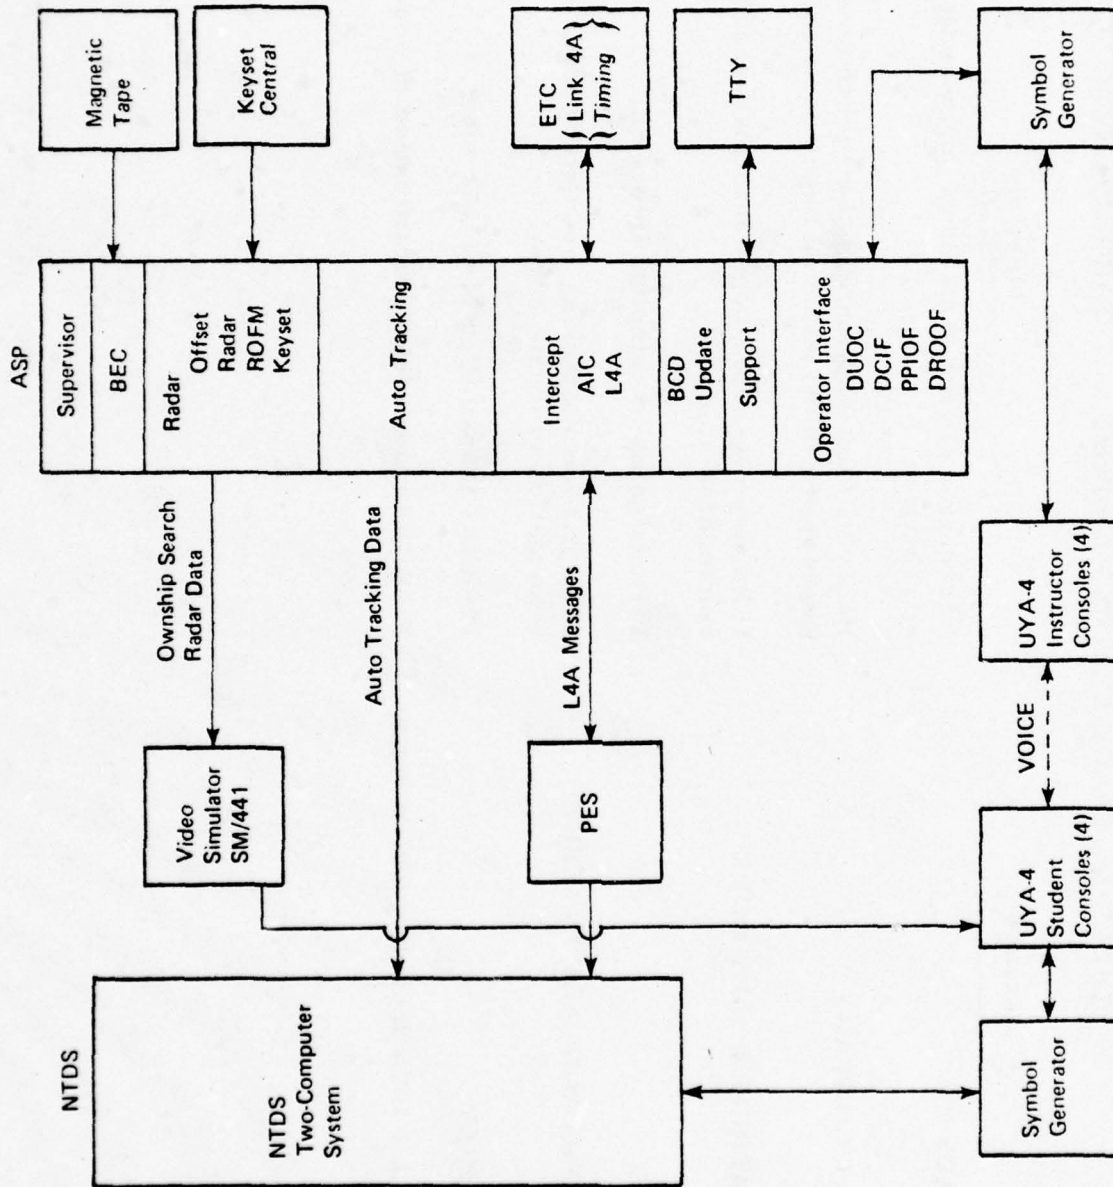 NTDS
NTDS
Two-Computer
System
Symbol
Generator
Video
Simulator
SM/441
PES
UYA-4
Student
Consoles (4)
VOICE
UYA-4
Instructor
Consoles (4)
Ownship Search
Radar Data
Auto Tracking Data
L4A Messages
ASP
Supervisor
BEC
Radar
Offset
Radar
ROFM
Keyset
Auto Tracking
Intercept
AIC
L4A
BCD
Update
Support
Operator Interface
DUOC
DCIF
PPIOF
DROOF
Magnetic
Tape
Keyset
Central
ETC
{ Link 4A }
{ Timing }
TTY
Symbol
Generator